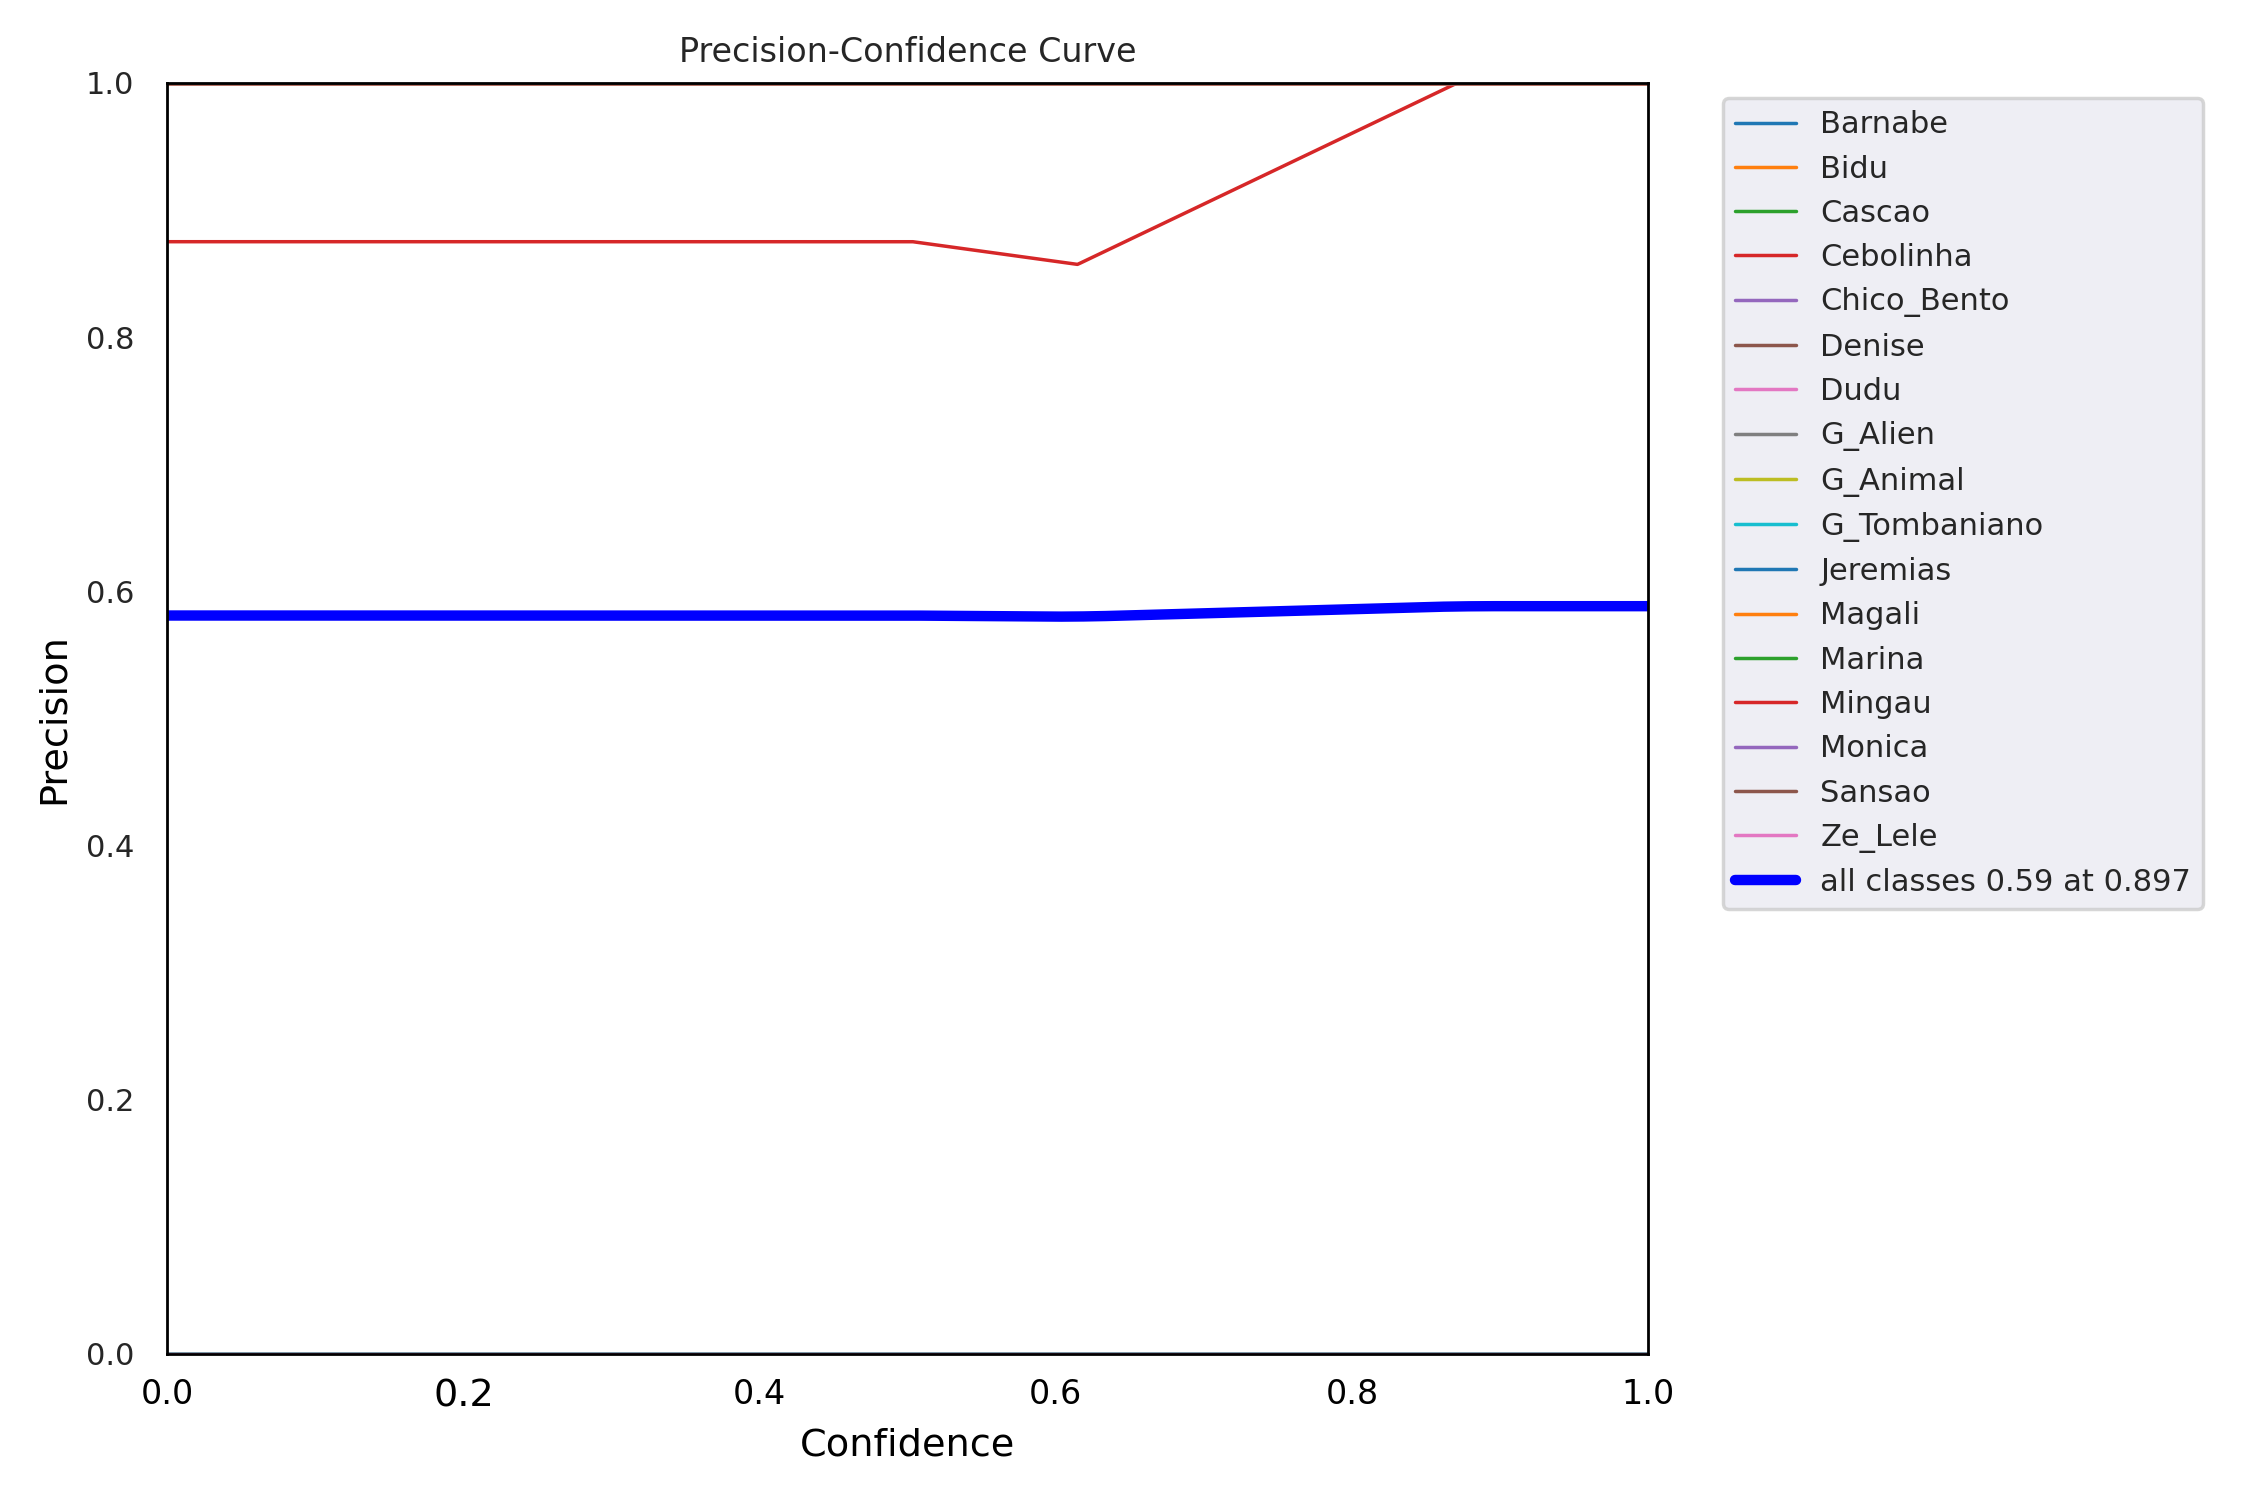 Precision-Confidence Curve
1.0
0.8
0.6
0.4
0.2
0.0
Precision
0.0 0.2 0.4 0.6 0.8 1.0
Confidence
Barnabe
Bidu
Cascao
Cebolinha
Chico_Bento
Denise
Dudu
G_Alien
G_Animal
G_Tombaniano
Jeremias
Magali
Marina
Mingau
Monica
Sansao
Ze_Lele
all classes 0.59 at 0.897